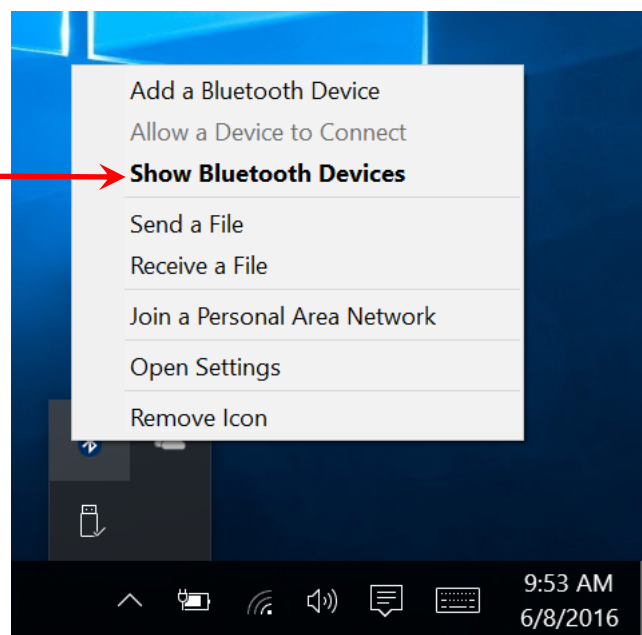 Add a Bluetooth Device
Allow a Device to Connect
Show Bluetooth Devices
Send a File
Receive a File
Join a Personal Area Network
Open Settings
Remove Icon
9:53 AM
6/8/2016